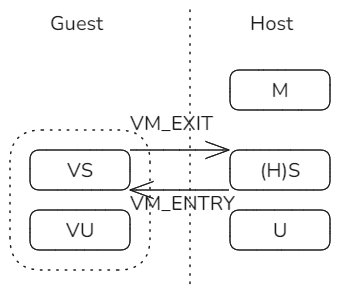 Guest
Host
M
VM_EXIT
VS
(H)S
VM_ENTRY
VU
U